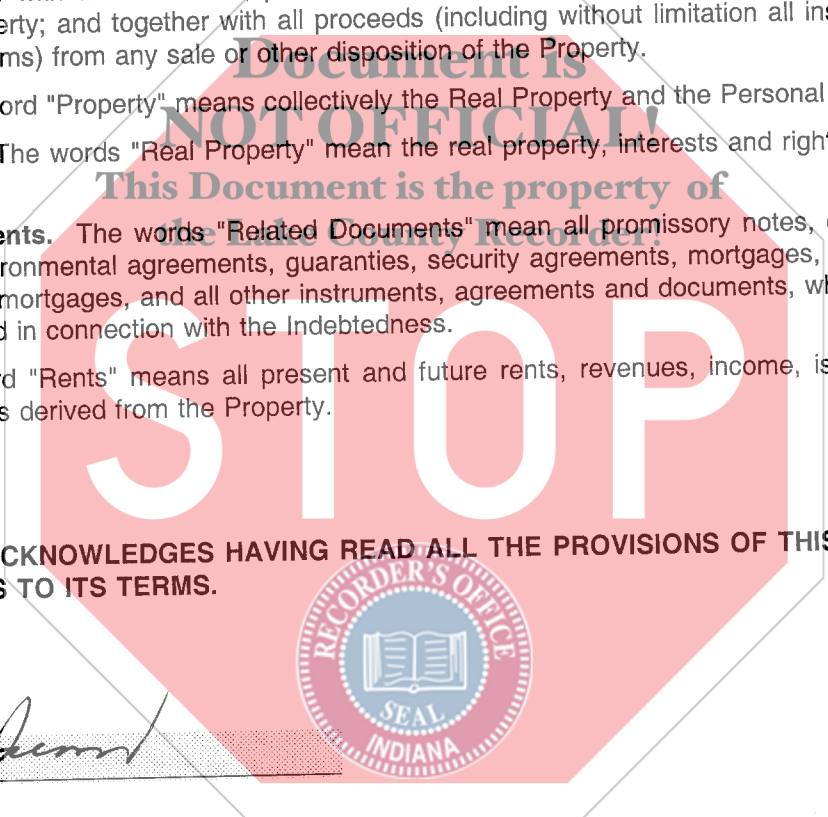 erty; and together with all proceeds (including without limitation all ins
ms) from any sale or other disposition of the Property.
Document is
ord "Property" means collectively the Real Property and the Personal
NOT OFFICIAL!
The words "Real Property" mean the real property, interests and right
This Document is the property of
ents. The words "Related Documents" mean all promissory notes,
the Lake County Recorder!
ronmental agreements, guaranties, security agreements, mortgages,
mortgages, and all other instruments, agreements and documents, wh
d in connection with the Indebtedness.
rd "Rents" means all present and future rents, revenues, income, is
s derived from the Property.
STOP
CKNOWLEDGES HAVING READ ALL THE PROVISIONS OF THIS
S TO ITS TERMS.
RECORDER'S OFFICE
SEAL
INDIANA